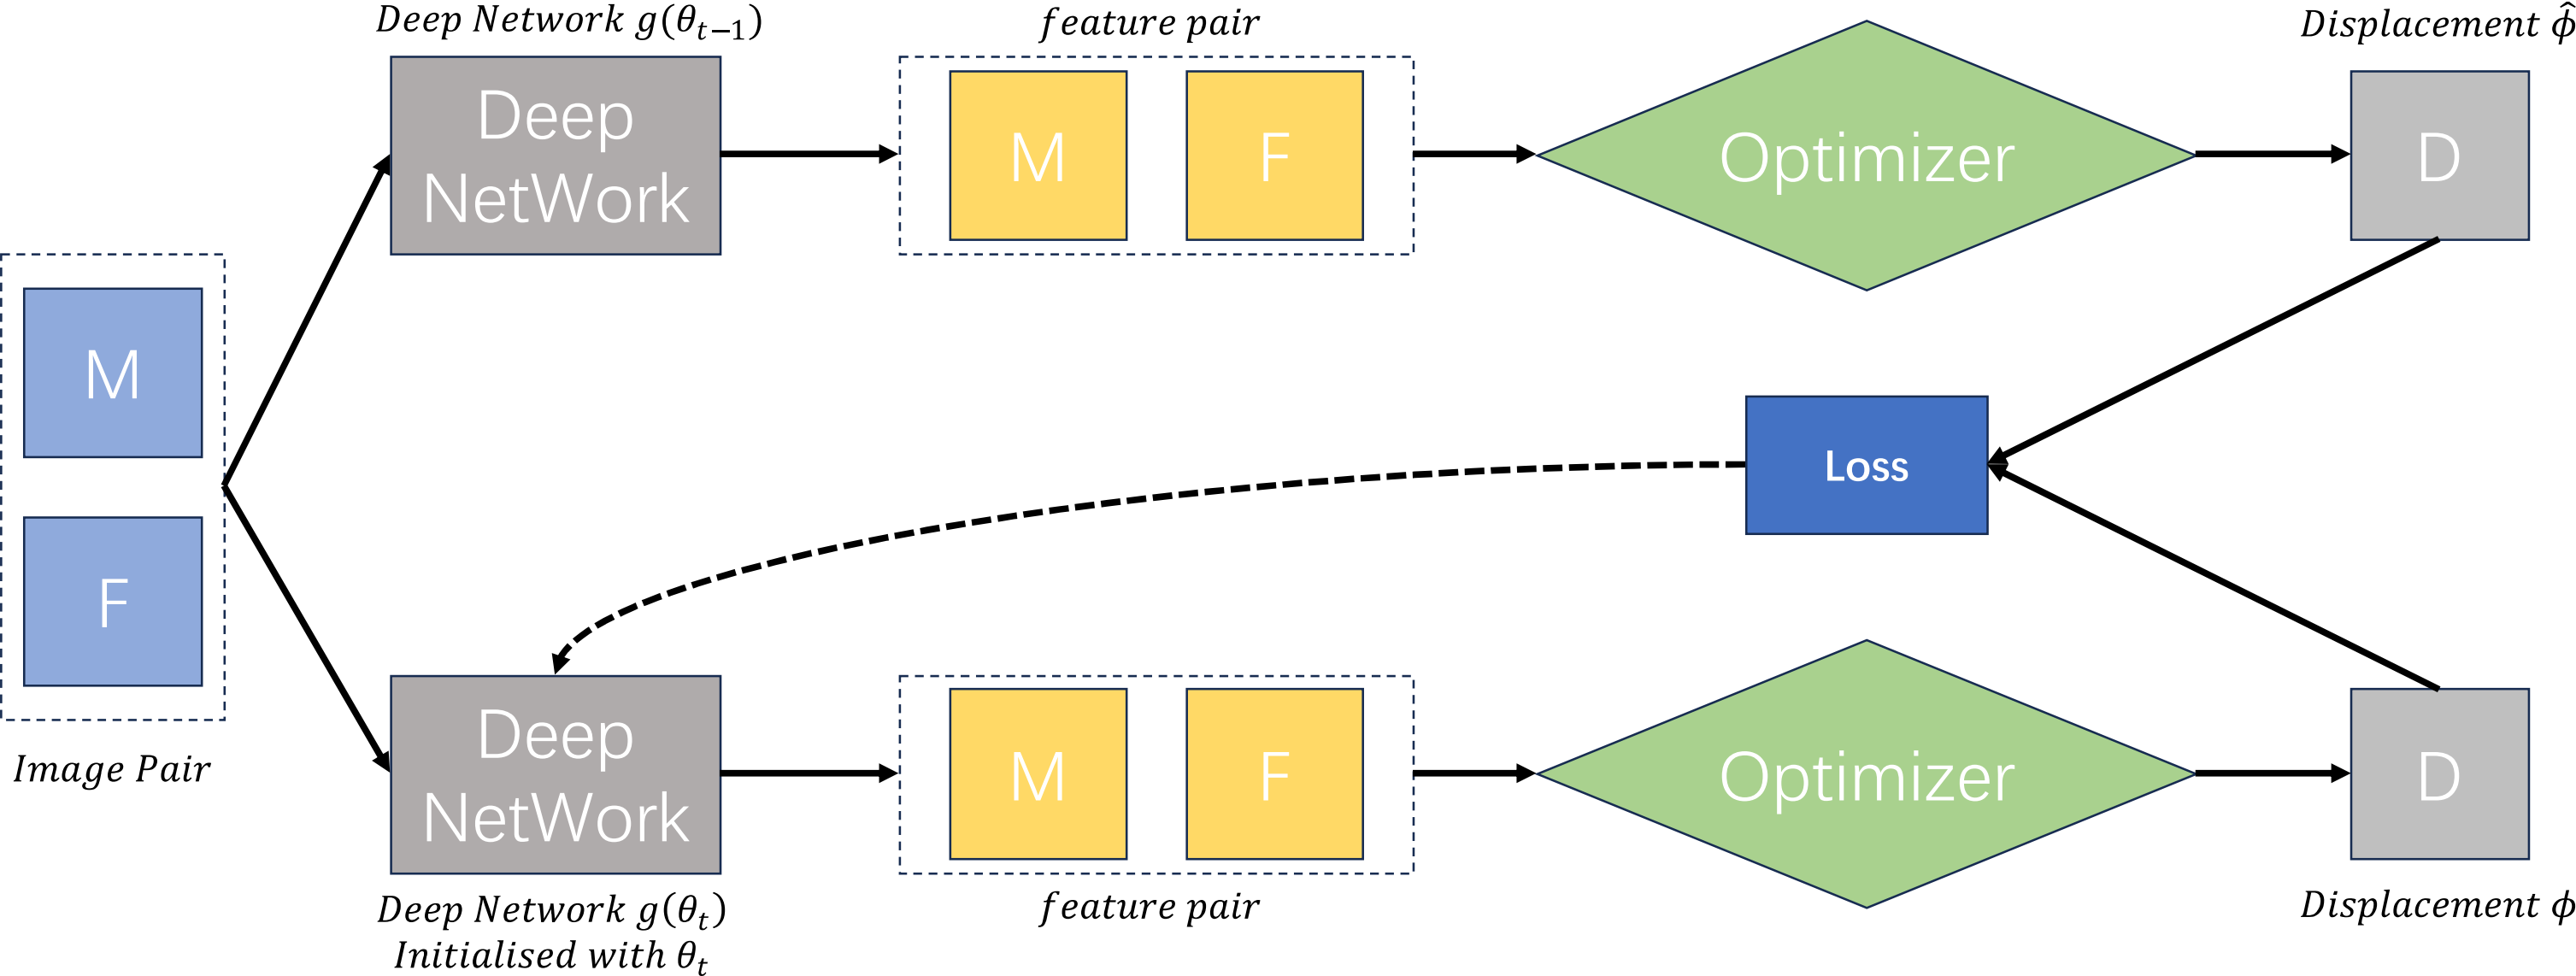 Deep Network g(θₜ₋₁)
feature pair
Displacement ϕ̂
Deep
NetWork
M
F
Optimizer
D
M
F
Image Pair
Loss
Deep
NetWork
M
F
Optimizer
D
Deep Network g(θₜ)
Initialised with θₜ
feature pair
Displacement ϕ